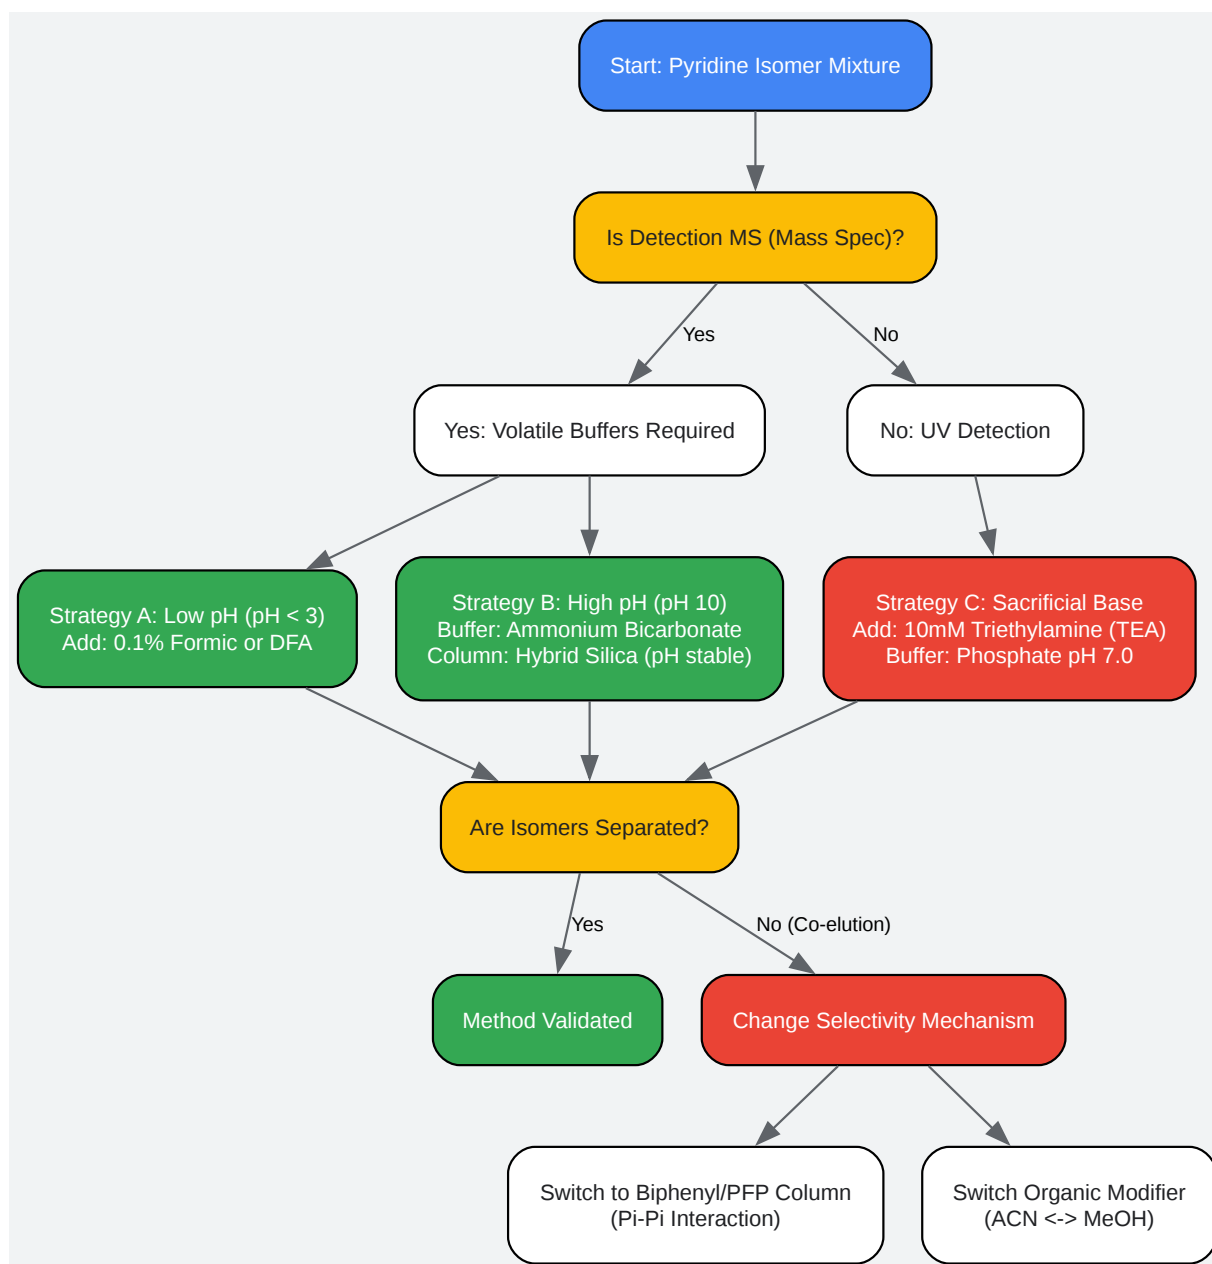 Start: Pyridine Isomer Mixture
Is Detection MS (Mass Spec)?
Yes
No
Yes: Volatile Buffers Required
No: UV Detection
Strategy A: Low pH (pH < 3)
Add: 0.1% Formic or DFA
Strategy B: High pH (pH 10)
Buffer: Ammonium Bicarbonate
Column: Hybrid Silica (pH stable)
Strategy C: Sacrificial Base
Add: 10mM Triethylamine (TEA)
Buffer: Phosphate pH 7.0
Are Isomers Separated?
Yes
No (Co-elution)
Method Validated
Change Selectivity Mechanism
Switch to Biphenyl/PFP Column
(Pi-Pi Interaction)
Switch Organic Modifier
(ACN <-> MeOH)